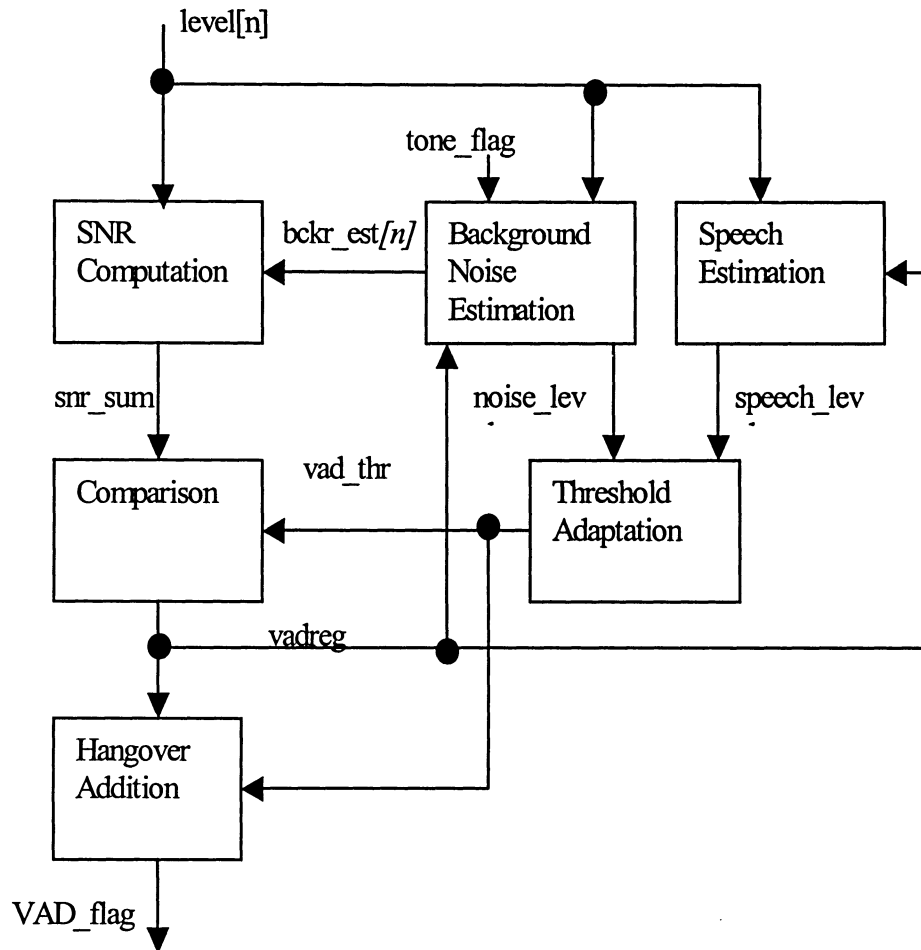 level[n]
tone_flag
SNR
Computation
bckr_est[n]
Background
Noise
Estimation
Speech
Estimation
snr_sum
noise_lev
speech_lev
Comparison
vad_thr
Threshold
Adaptation
vadreg
Hangover
Addition
VAD_flag